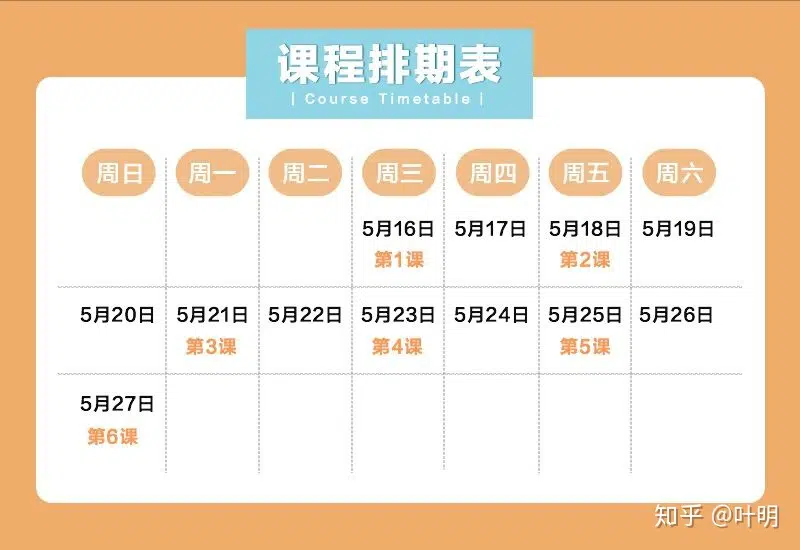 课程排期表
| Course Timetable |
周日 周一 周二 周三 周四 周五 周六
5月16日 5月17日 5月18日 5月19日
第1课 第2课
5月20日 5月21日 5月22日 5月23日 5月24日 5月25日 5月26日
第3课 第4课 第5课
5月27日
第6课
知乎 @叶明